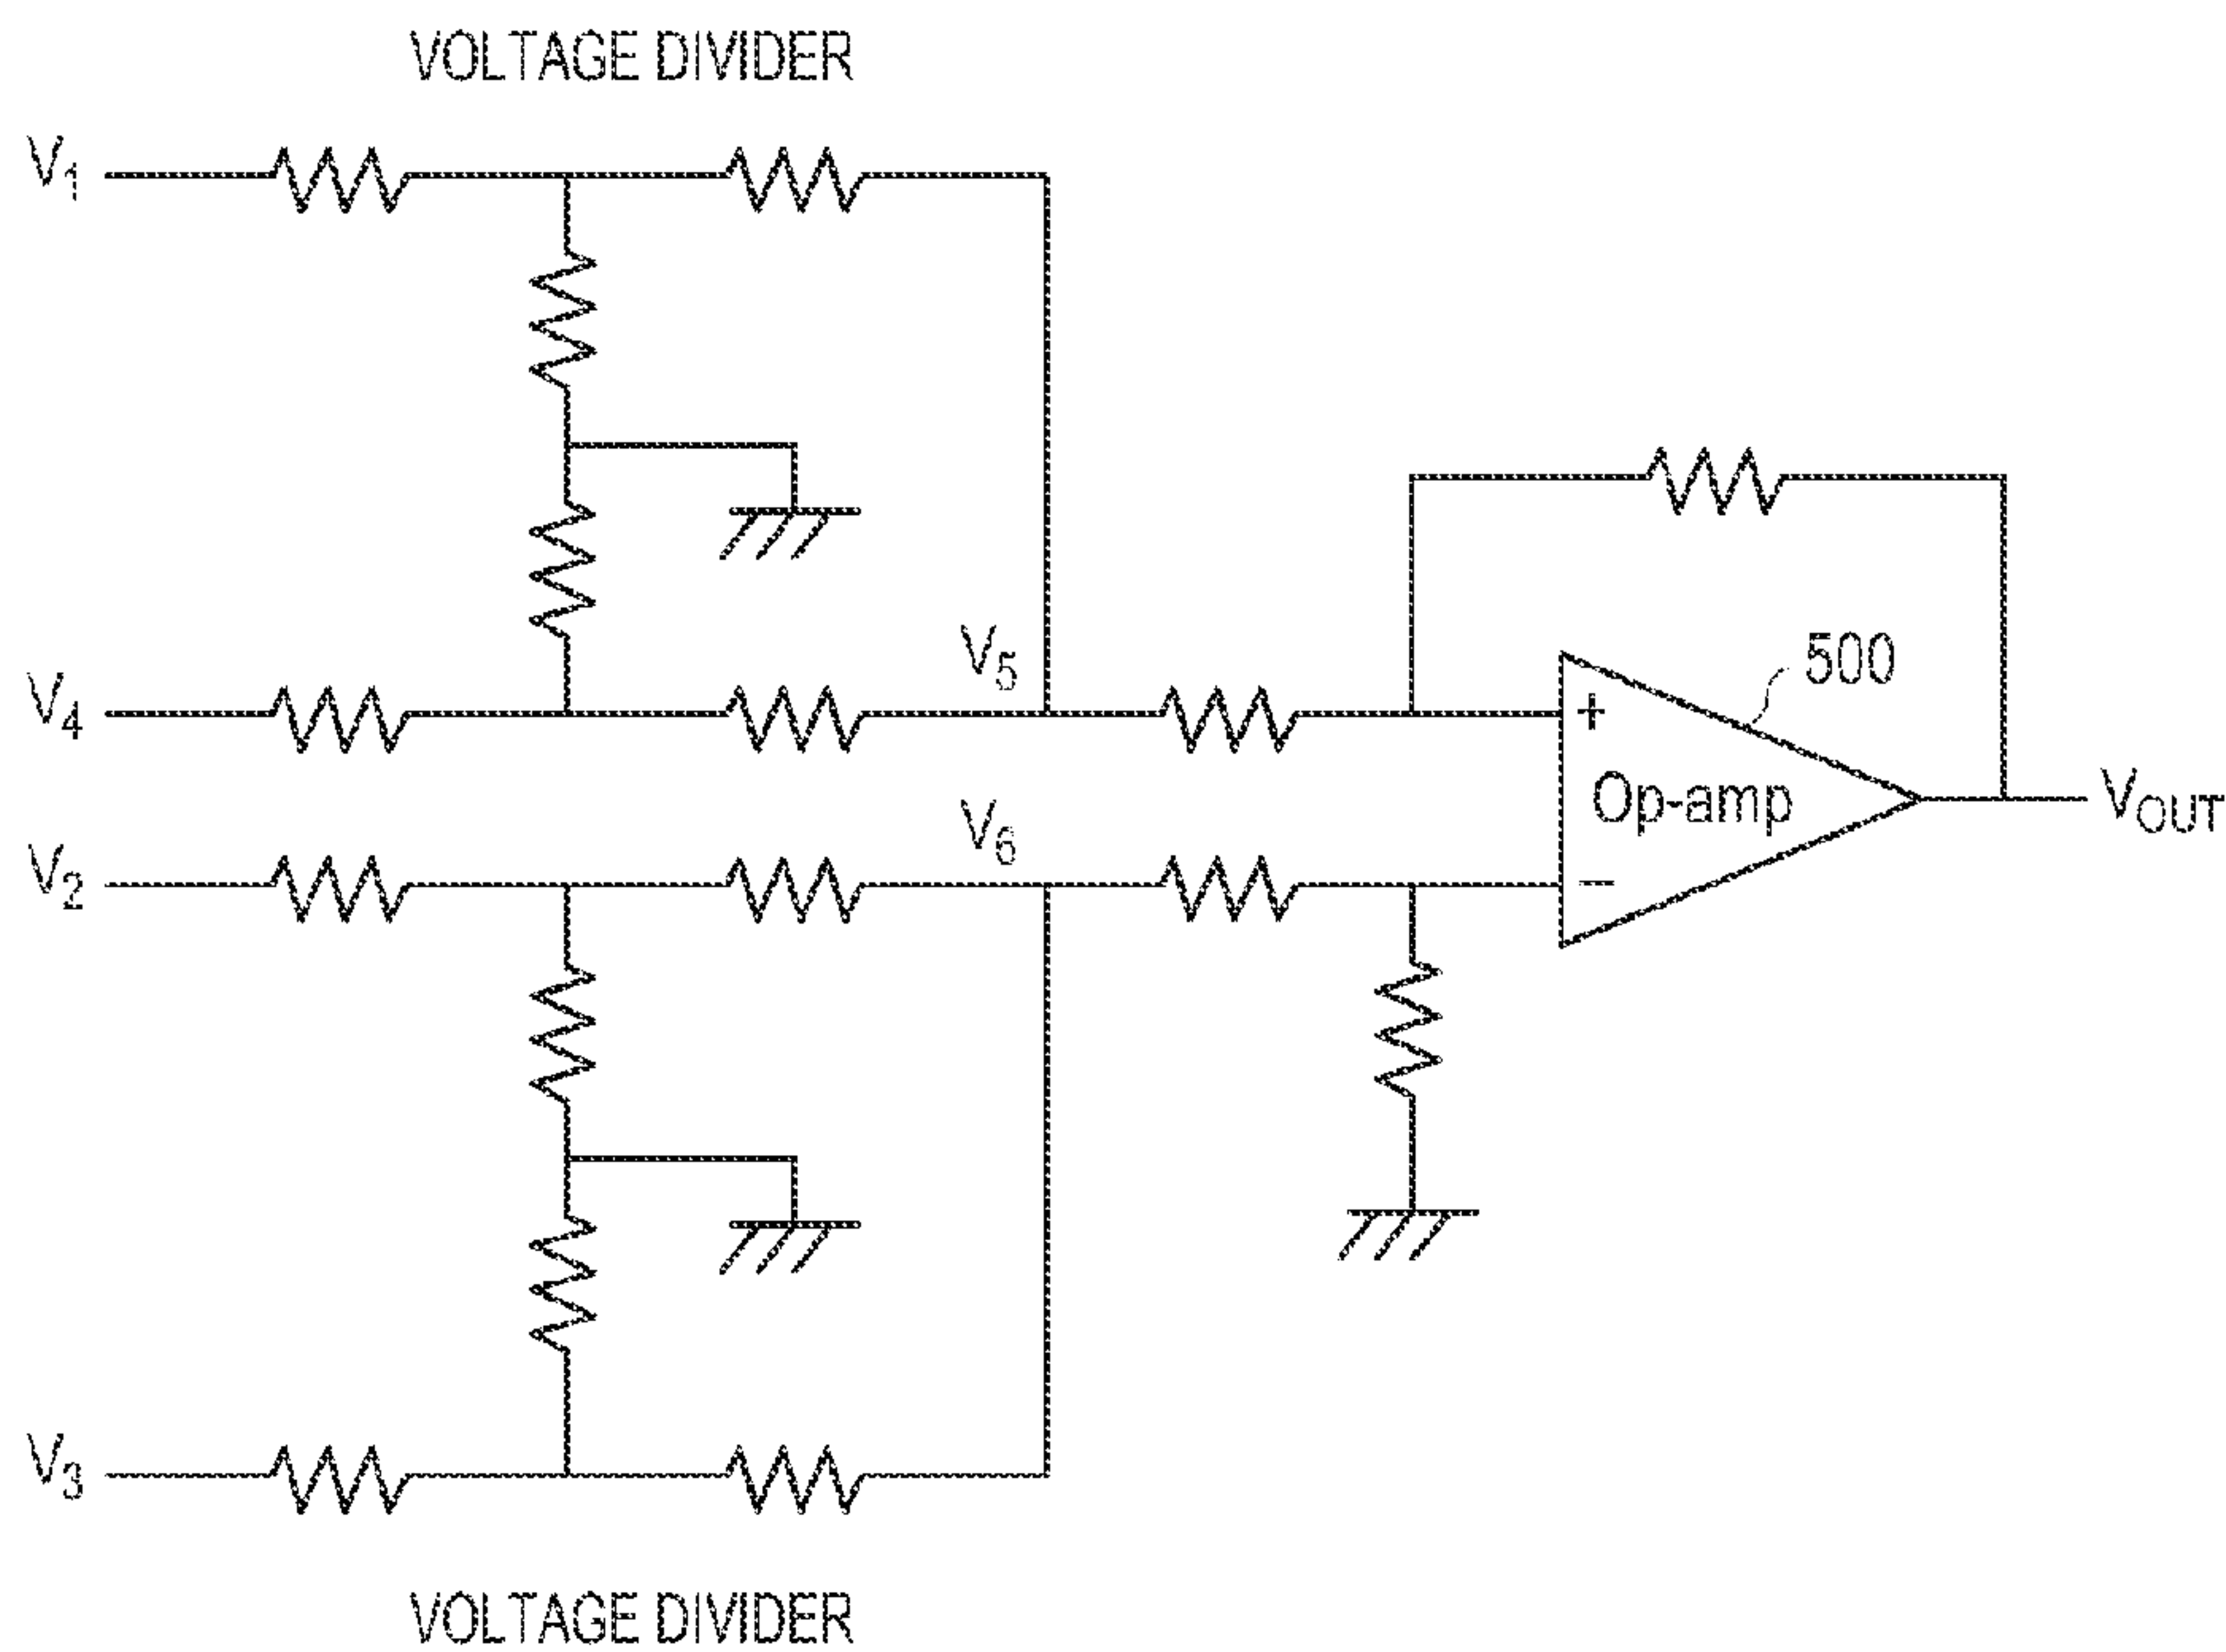 VOLTAGE DIVIDER
V1
V4
V5
500
+
Op-amp
VOUT
V6
V2
−
V3
VOLTAGE DIVIDER